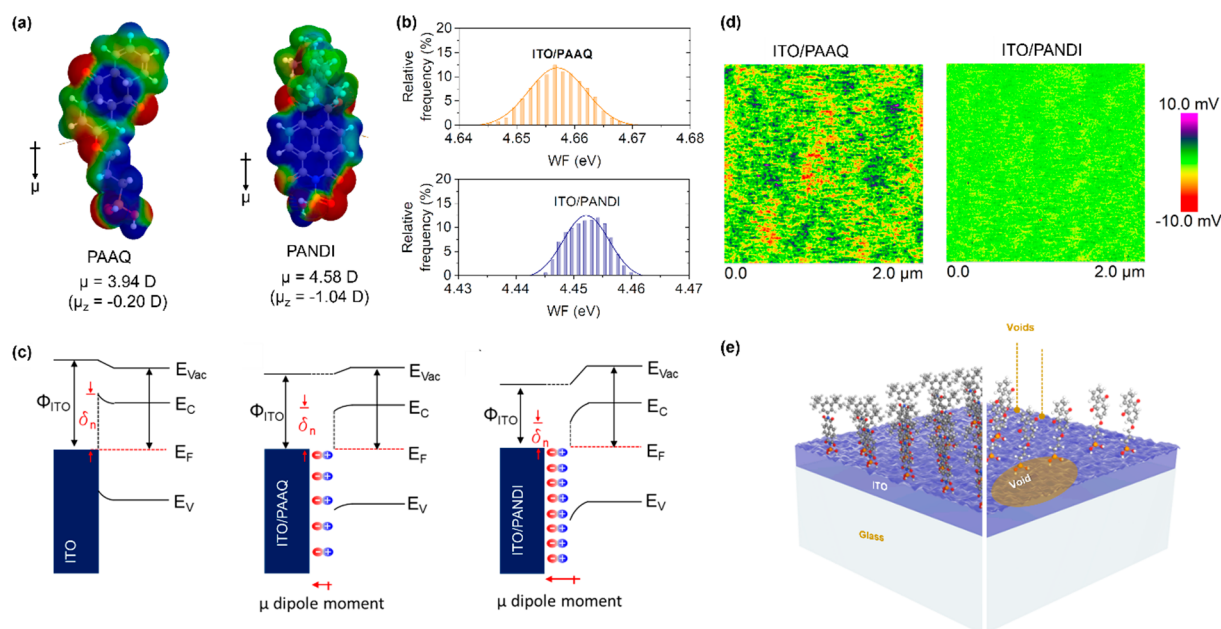 (a)
μ
PAAQ
μ = 3.94 D
(μz = -0.20 D)
μ
PANDI
μ = 4.58 D
(μz = -1.04 D)
(b)
Relative
frequency (%)
20
15
10
5
0
ITO/PAAQ
4.64
4.65
4.66
4.67
4.68
WF (eV)
Relative
frequency (%)
20
15
10
5
0
ITO/PANDI
4.43
4.44
4.45
4.46
4.47
WF (eV)
(d)
ITO/PAAQ
0.0
2.0 μm
ITO/PANDI
0.0
2.0 μm
10.0 mV
-10.0 mV
(c)
ΦITO
δn
EVac
EC
EF
EV
ITO
ΦITO
δn
EVac
EC
EF
EV
ITO/PAAQ
μ dipole moment
ΦITO
δn
EVac
EC
EF
EV
ITO/PANDI
μ dipole moment
(e)
Voids
ITO
Void
Glass